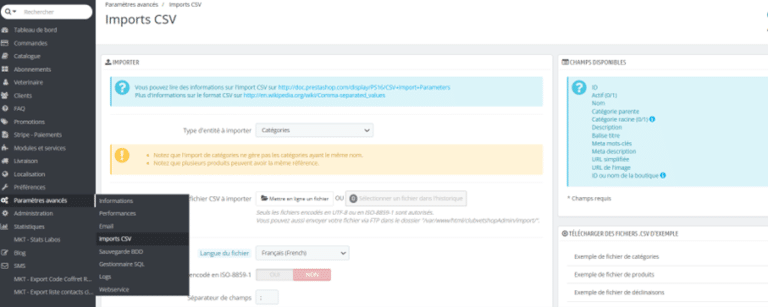 Rechercher
Tableau de bord
Commandes
Catalogue
Abonnements
Veterinaire
Clients
FAQ
Promotions
Stripe - Paiements
Modules et services
Livraison
Localisation
Préférences
Paramètres avancés
Administration
Statistiques
MKT - Stats Labos
Blog
SMS
MKT - Export Code Coffret R...
MKT - Export liste contacts cl...
Informations
Performances
Email
Imports CSV
Sauvegarde BDD
Gestionnaire SQL
Logs
Webservice
Paramètres avancés / Imports CSV
Imports CSV
IMPORTER
Vous pouvez lire des informations sur l'import CSV sur http://doc.prestashop.com/display/PS16/CSV+Import+Parameters
Plus d'informations sur le format CSV sur http://en.wikipedia.org/wiki/Comma-separated_values
Type d'entité à importer
Catégories
Notez que l'import de catégories ne gère pas les catégories ayant le même nom.
Notez que plusieurs produits peuvent avoir la même référence.
fichier CSV à importer
Mettre en ligne un fichier
OU
0 Sélectionner un fichier dans l'historique
Seuls les fichiers encodés en UTF-8 ou en ISO-8859-1 sont autorisés.
Vous pouvez aussi envoyer votre fichier via FTP dans le dossier "/var/www/html/clubvetshop/Admin/import/".
Langue du fichier
Français (French)
encodé en ISO-8859-1
OUI NON
Séparateur de champs
;
CHAMPS DISPONIBLES
ID
Actif (0/1)
Nom
Catégorie parente
Catégorie racine (0/1)
Description
Balise titre
Meta mots-clés
Meta description
URL simplifiée
URL de l'image
ID ou nom de la boutique
* Champs requis
TÉLÉCHARGER DES FICHIERS .CSV D'EXEMPLE
Exemple de fichier de catégories
Exemple de fichier de produits
Exemple de fichier de déclinaisons